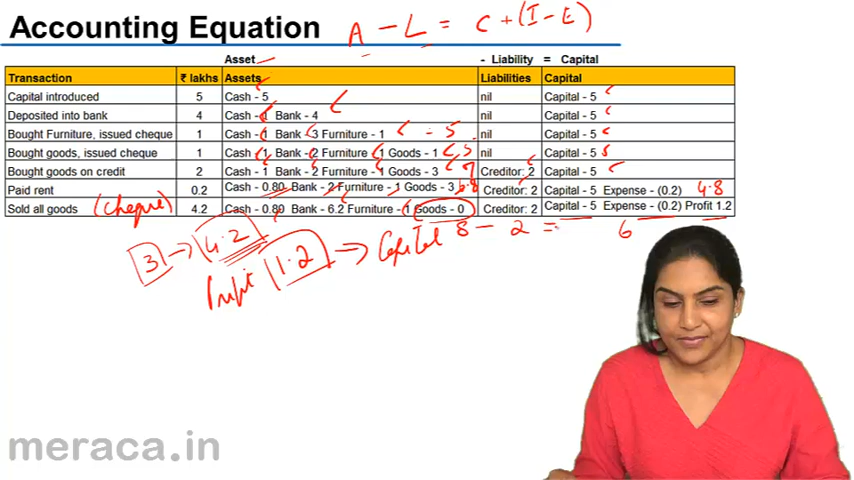 Accounting Equation A - L = C + (I - E)
Asset - Liability = Capital
Transaction ₹ lakhs Assets Liabilities Capital
Capital introduced 5 Cash - 5 nil Capital - 5
Deposited into bank 4 Cash - 1 Bank - 4 nil Capital - 5
Bought Furniture, issued cheque 1 Cash - 1 Bank - 3 Furniture - 1 - 5 nil Capital - 5
Bought goods, issued cheque 1 Cash - 1 Bank - 2 Furniture - 1 Goods - 1 5 nil Capital - 5
Bought goods on credit 2 Cash - 1 Bank - 2 Furniture - 1 Goods - 3 7 Creditor: 2 Capital - 5
Paid rent 0.2 Cash - 0.80 Bank - 2 Furniture - 1 Goods - 3 6.8 Creditor: 2 Capital - 5 Expense - (0.2) 4.8
Sold all goods (cheque) 4.2 Cash - 0.80 Bank - 6.2 Furniture - 1 Goods - 0 Creditor: 2 Capital - 5 Expense - (0.2) Profit 1.2
3 → 4.2 8 - 2 = 6
Profit 1.2 → Capital
meraca.in